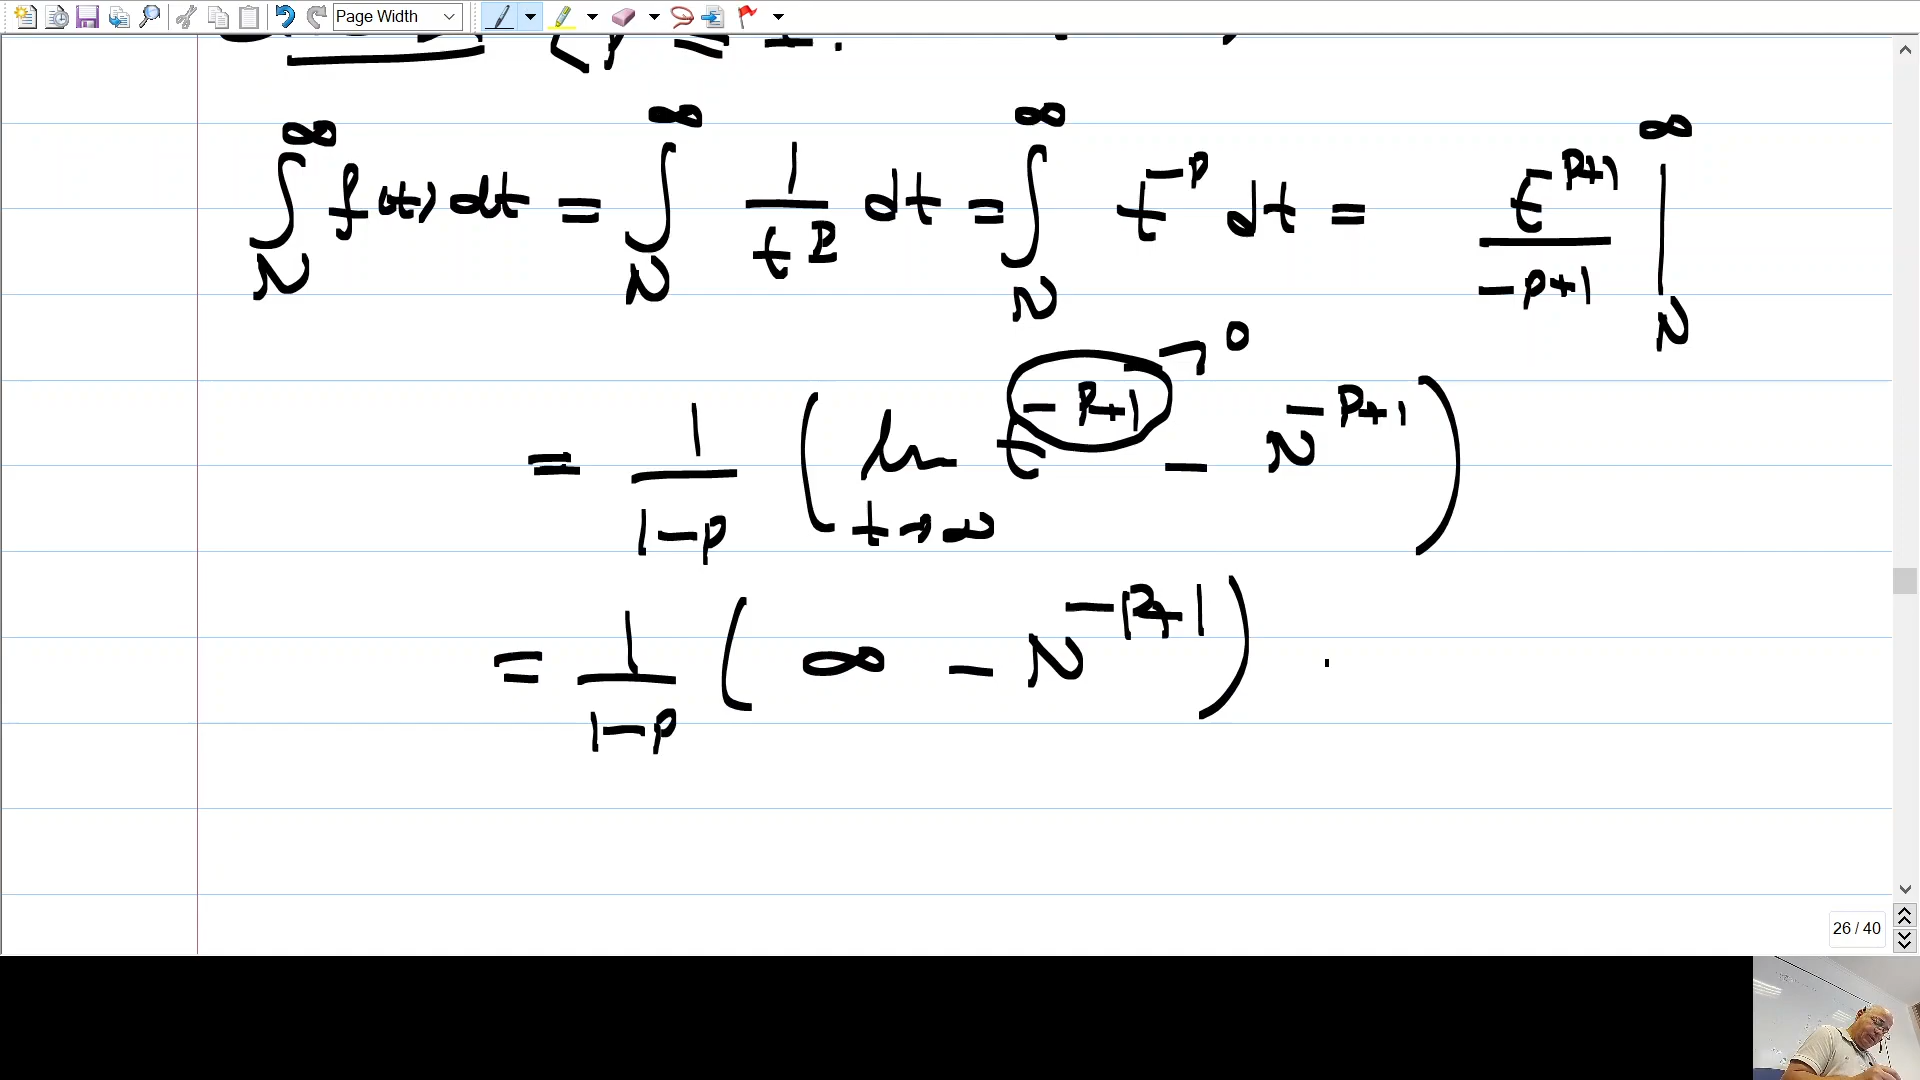 Page Width
∫_N^∞ f(t) dt = ∫_N^∞ 1/t^p dt = ∫_N^∞ t^{-p} dt = t^{-p+1}/(-p+1) |_N^∞
= 1/(1-p) ( lim_{t→∞} t^{-p+1} →0 - N^{-p+1} )
= 1/(1-p) ( ∞ - N^{-p+1} ) .
26 / 40